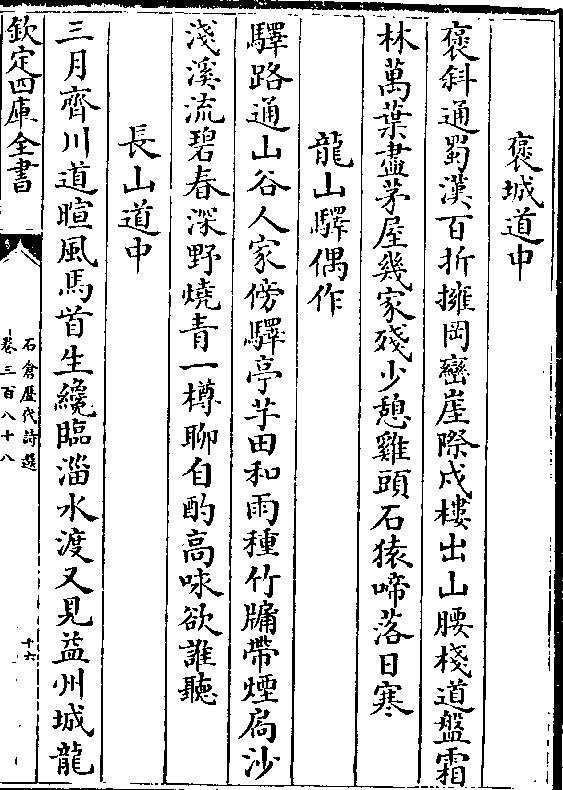 褒城道中
褒斜通蜀漢百折擁岡巒崖際戍樓出山腰棧道盤霜
林萬葉盡茅屋幾家殘少憩雞頭石猿啼落日寒
龍山驛偶作
驛路通山谷人家傍驛亭芋田和雨種竹牖帶煙扃沙
淺溪流碧春深野燒青一樽聊自酌高咏欲誰聽
長山道中
三月齊川道暄風馬首生纔臨淄水渡又見益州城龍
欽定四庫全書
石倉歷代詩選
卷三百八十八
十六